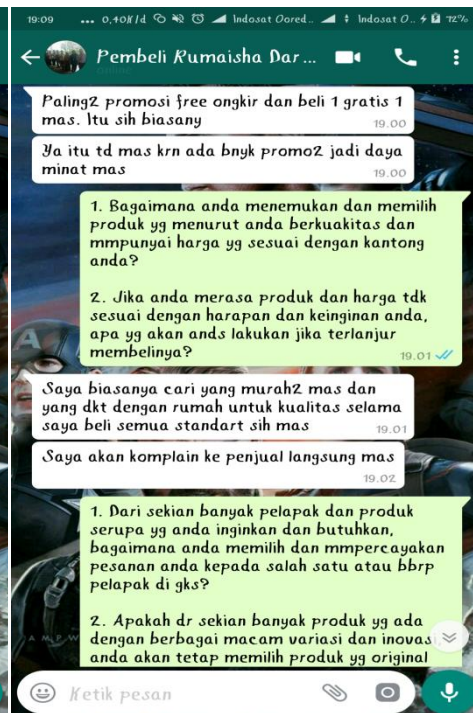 19:09 ... 0,40K/d Indosat Oored.. Indosat O.. 72%
Pembeli Rumaisha Dar...
Paling2 promosi free ongkir dan beli 1 gratis 1
mas. Itu sih biasany 19.00
Ya itu td mas krn ada bnyk promo2 jadi daya
minat mas 19.00
1. Bagaimana anda menemukan dan memilih
produk yg menurut anda berkuakitas dan
mmpunyai harga yg sesuai dengan kantong
anda?
2. Jika anda merasa produk dan harga tdk
sesuai dengan harapan dan keinginan anda,
apa yg akan ands lakukan jika terlanjur
membelinya? 19.01
Saya biasanya cari yang murah2 mas dan
yang dkt dengan rumah untuk kualitas selama
saya beli semua standart sih mas 19.01
Saya akan komplain ke penjual langsung mas
19.02
1. Dari sekian banyak pelapak dan produk
serupa yg anda inginkan dan butuhkan,
bagaimana anda memilih dan mmpercayakan
pesanan anda kepada salah satu atau bbrp
pelapak di gks?
2. Apakah dr sekian banyak produk yg ada
dengan berbagai macam variasi dan inovasi,
anda akan tetap memilih produk yg original
Ketik pesan